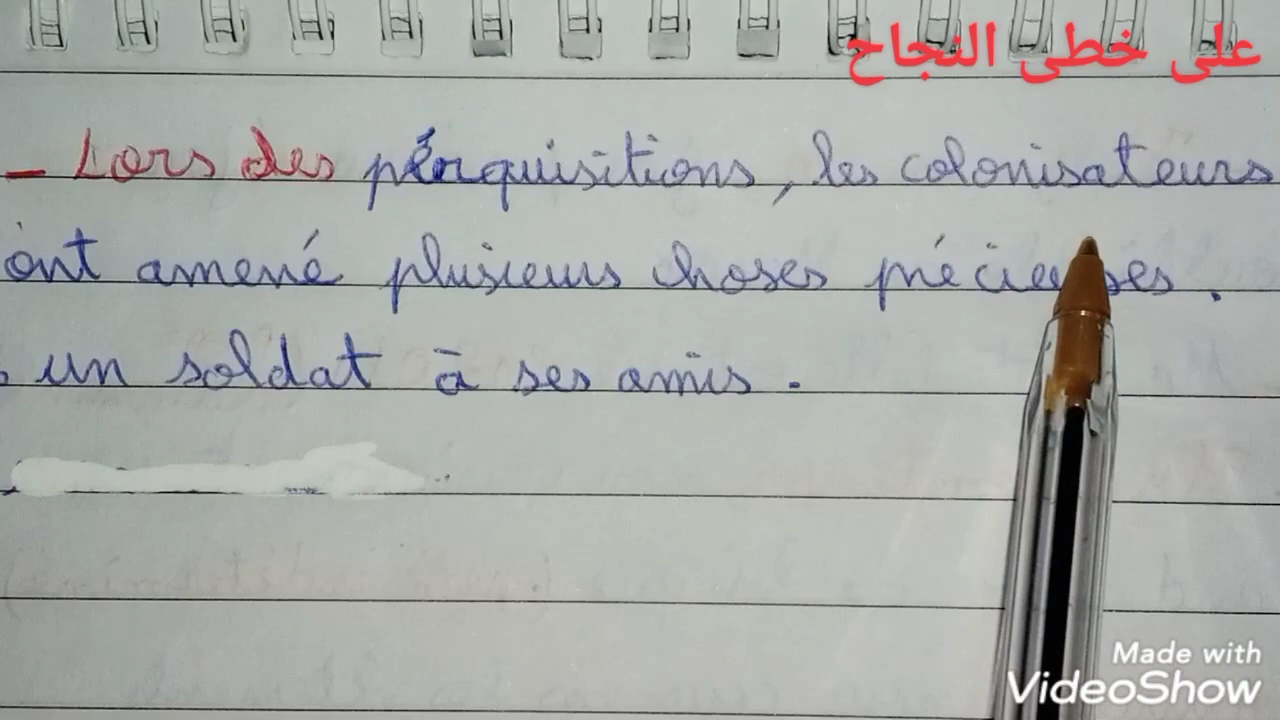 على خطى النجاح
- Lors des pérquisitions, les colonisateurs
ont amené plusieurs choses précieuses.
un soldat à ses amis.
Made with
VideoShow